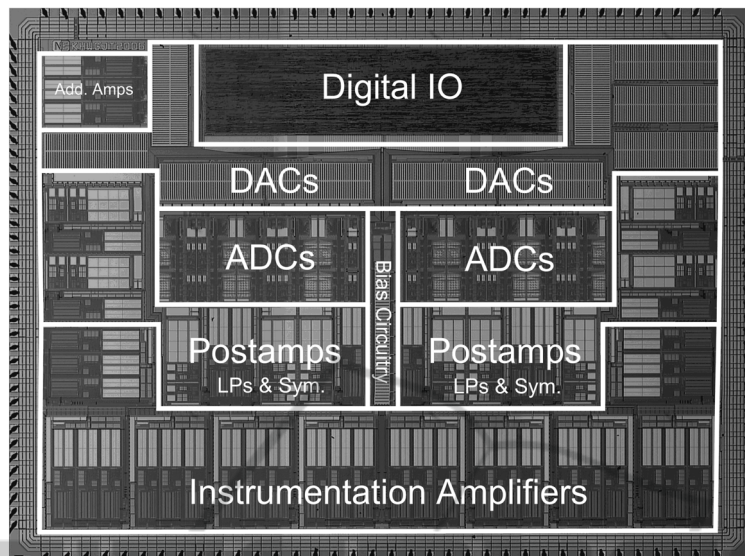 Add. Amps
Digital IO
DACs
DACs
ADCs
ADCs
Bias Circuitry
Postamps
LPs & Sym.
Postamps
LPs & Sym.
Instrumentation Amplifiers